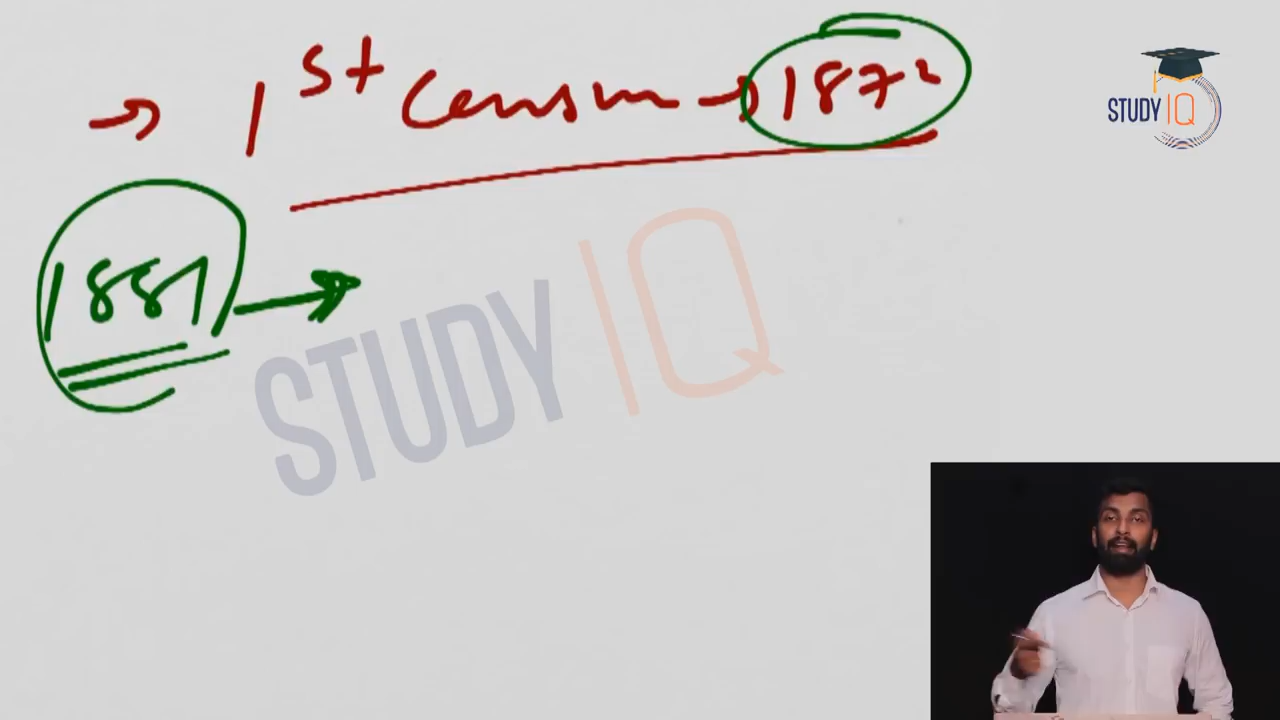 → 1st Census → 1872
1881 →
STUDY IQ
STUDY IQ